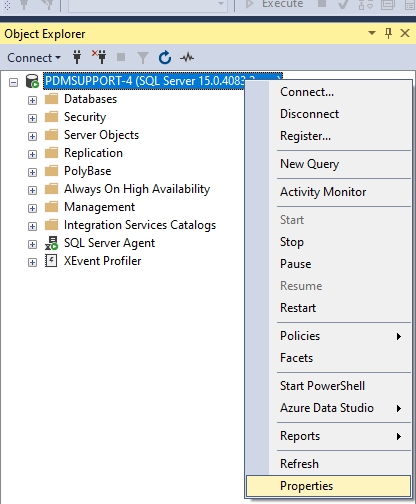 Execute
Object Explorer
Connect
PDMSUPPORT-4 (SQL Server 15.0.4083.2
Databases
Security
Server Objects
Replication
PolyBase
Always On High Availability
Management
Integration Services Catalogs
SQL Server Agent
XEvent Profiler
Connect...
Disconnect
Register...
New Query
Activity Monitor
Start
Stop
Pause
Resume
Restart
Policies
Facets
Start PowerShell
Azure Data Studio
Reports
Refresh
Properties